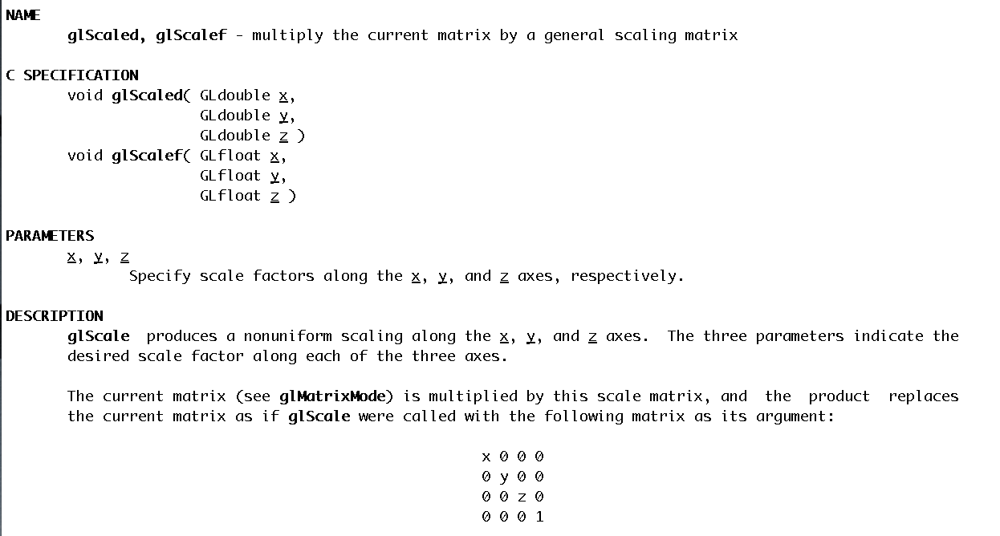 NAME
glScaled, glScalef - multiply the current matrix by a general scaling matrix
C SPECIFICATION
void glScaled( GLdouble x,
GLdouble y,
GLdouble z )
void glScalef( GLfloat x,
GLfloat y,
GLfloat z )
PARAMETERS
x, y, z
Specify scale factors along the x, y, and z axes, respectively.
DESCRIPTION
glScale produces a nonuniform scaling along the x, y, and z axes. The three parameters indicate the
desired scale factor along each of the three axes.
The current matrix (see glMatrixMode) is multiplied by this scale matrix, and the product replaces
the current matrix as if glScale were called with the following matrix as its argument:
x 0 0 0
0 y 0 0
0 0 z 0
0 0 0 1